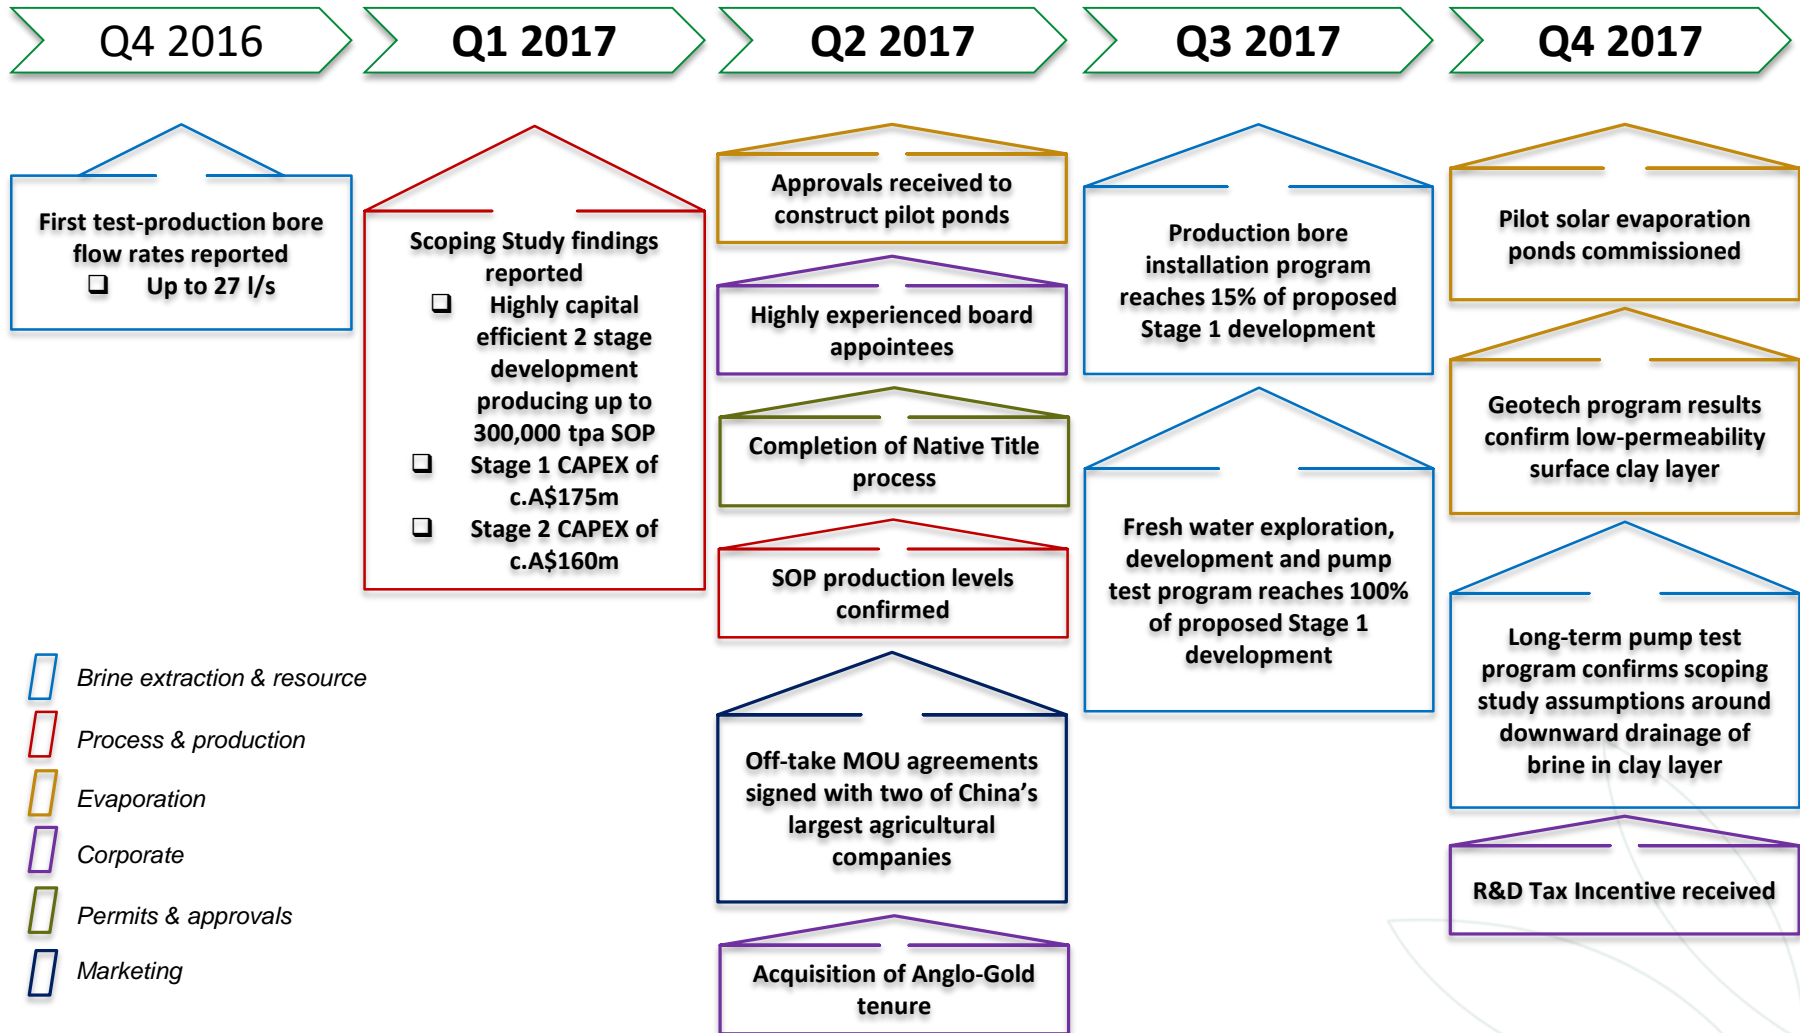 Q4 2016
Q1 2017
Q2 2017
Q3 2017
Q4 2017
First test-production bore
flow rates reported
❑ Up to 27 l/s
Scoping Study findings
reported
❑ Highly capital
efficient 2 stage
development
producing up to
300,000 tpa SOP
❑ Stage 1 CAPEX of
c.A$175m
❑ Stage 2 CAPEX of
c.A$160m
Approvals received to
construct pilot ponds
Highly experienced board
appointees
Completion of Native Title
process
SOP production levels
confirmed
Off-take MOU agreements
signed with two of China’s
largest agricultural
companies
Acquisition of Anglo-Gold
tenure
Production bore
installation program
reaches 15% of proposed
Stage 1 development
Fresh water exploration,
development and pump
test program reaches 100%
of proposed Stage 1
development
Pilot solar evaporation
ponds commissioned
Geotech program results
confirm low-permeability
surface clay layer
Long-term pump test
program confirms scoping
study assumptions around
downward drainage of
brine in clay layer
R&D Tax Incentive received
Brine extraction & resource
Process & production
Evaporation
Corporate
Permits & approvals
Marketing